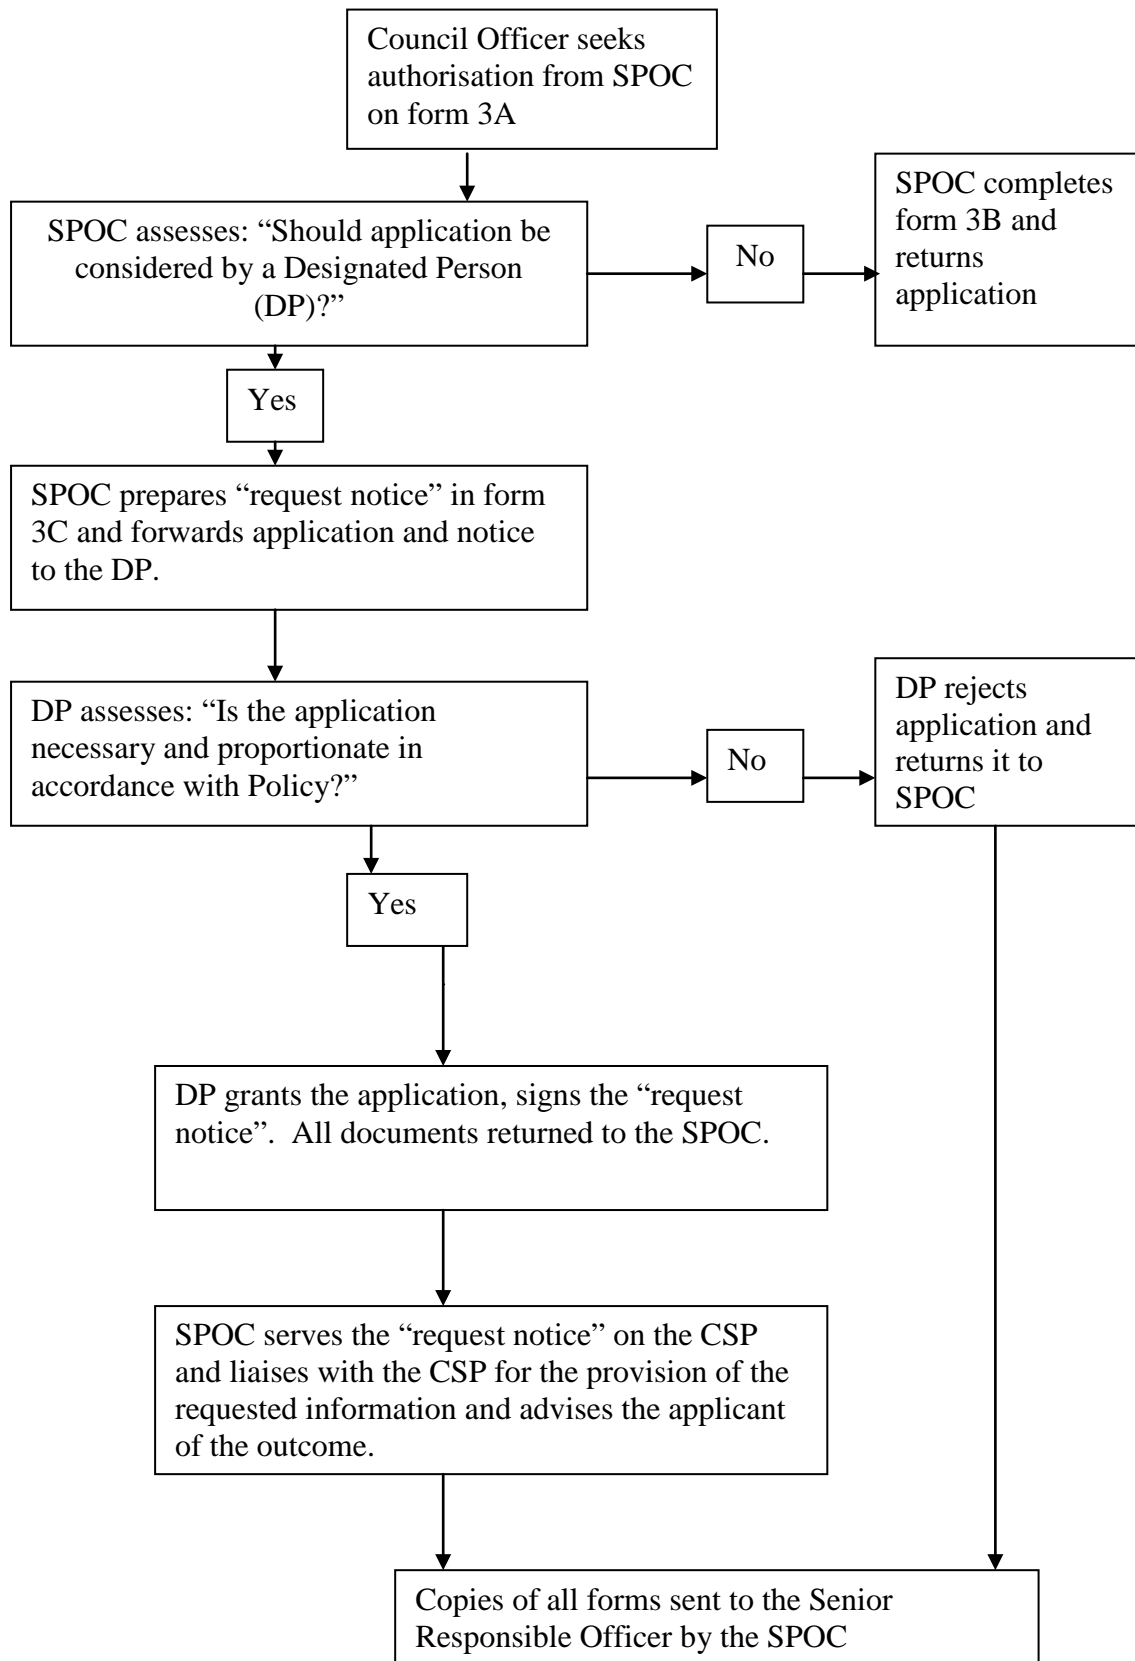 Council Officer seeks
authorisation from SPOC
on form 3A
SPOC assesses: “Should application be
considered by a Designated Person
(DP)?”
No
SPOC completes
form 3B and
returns
application
Yes
SPOC prepares “request notice” in form
3C and forwards application and notice
to the DP.
DP assesses: “Is the application
necessary and proportionate in
accordance with Policy?”
No
DP rejects
application and
returns it to
SPOC
Yes
DP grants the application, signs the “request
notice”.  All documents returned to the SPOC.
SPOC serves the “request notice” on the CSP
and liaises with the CSP for the provision of the
requested information and advises the applicant
of the outcome.
Copies of all forms sent to the Senior
Responsible Officer by the SPOC